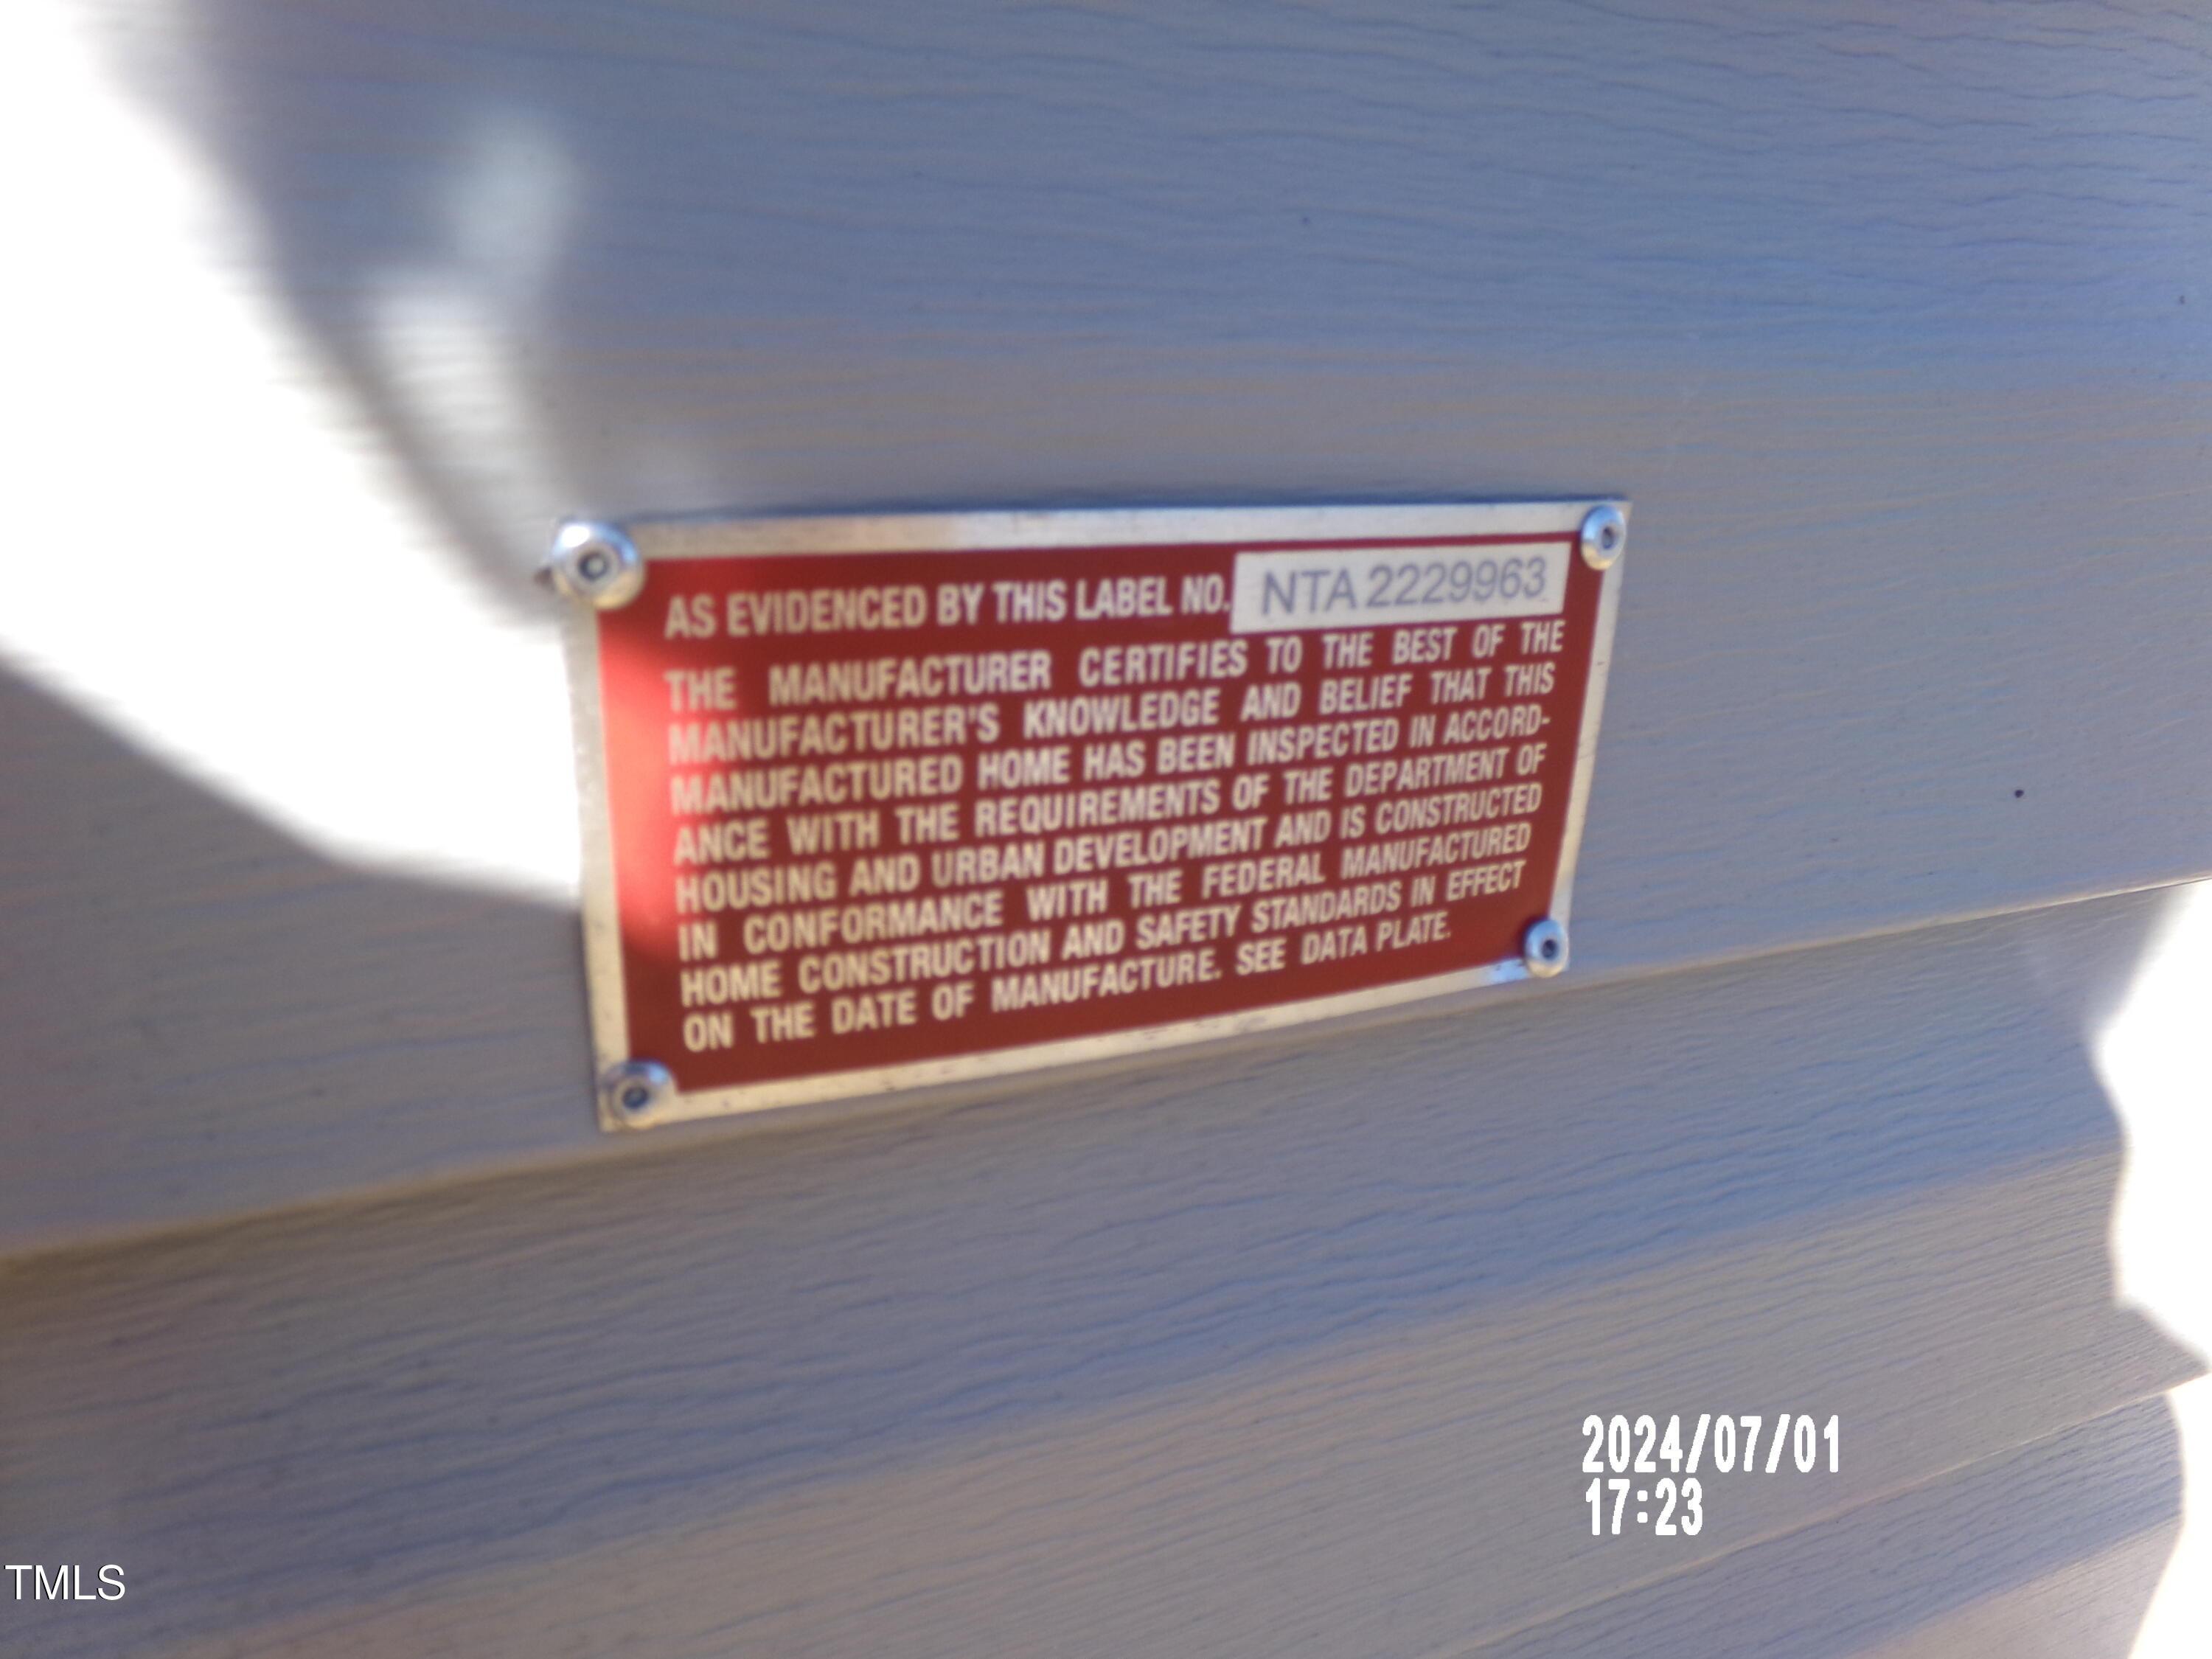 AS EVIDENCED BY THIS LABEL NO. NTA2229963
THE MANUFACTURER CERTIFIES TO THE BEST OF THE
MANUFACTURER'S KNOWLEDGE AND BELIEF THAT THIS
MANUFACTURED HOME HAS BEEN INSPECTED IN ACCORD-
ANCE WITH THE REQUIREMENTS OF THE DEPARTMENT OF
HOUSING AND URBAN DEVELOPMENT AND IS CONSTRUCTED
IN CONFORMANCE WITH THE FEDERAL MANUFACTURED
HOME CONSTRUCTION AND SAFETY STANDARDS IN EFFECT
ON THE DATE OF MANUFACTURE. SEE DATA PLATE.
2024/07/01
17:23
TMLS